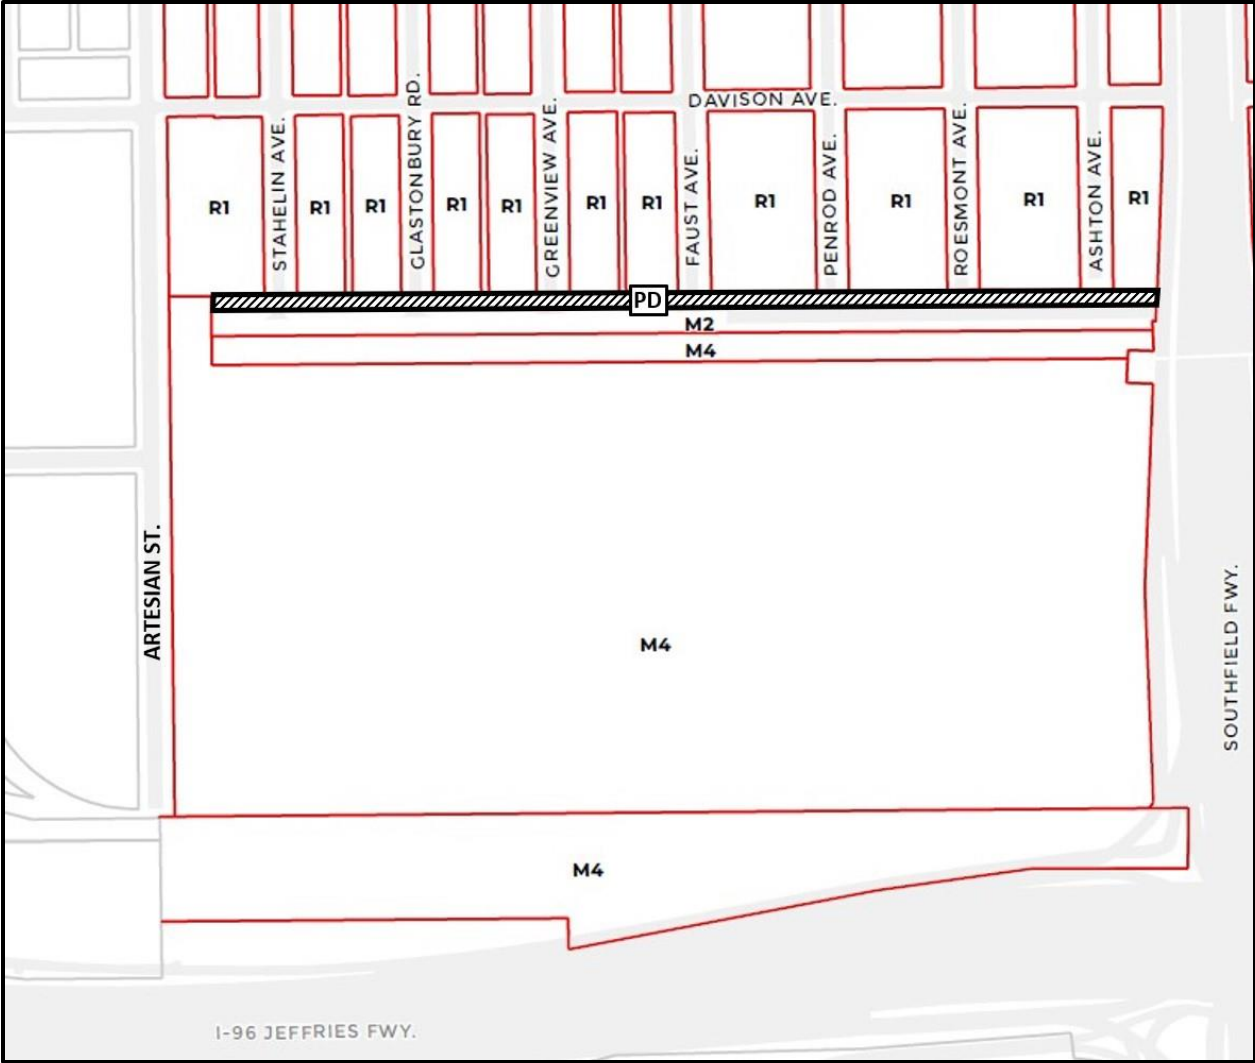 DAVISON AVE.
STAHELIN AVE.
GLASTONBURY RD.
GREENVIEW AVE.
FAUST AVE.
PENROD AVE.
ROESMONT AVE.
ASHTON AVE.
R1
R1
R1
R1
R1
R1
R1
R1
R1
R1
R1
PD
M2
M4
ARTESIAN ST.
M4
SOUTHFIELD FWY.
M4
I-96 JEFFRIES FWY.